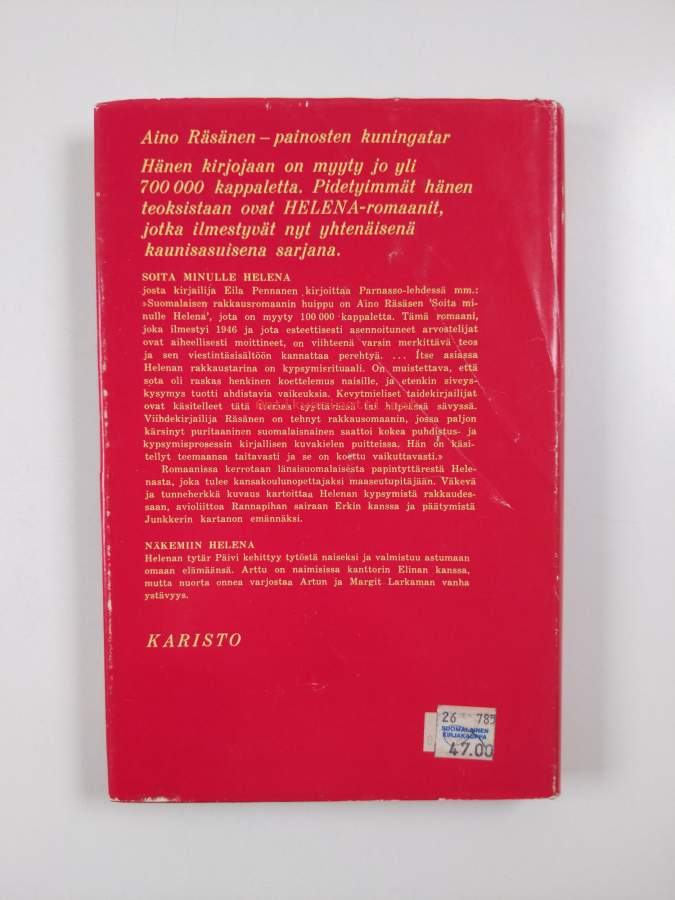 Aino Räsänen – painosten kuningatar
Hänen kirjojaan on myyty jo yli
700 000 kappaletta. Pidetyimmät hänen
teoksistaan ovat HELENA-romaanit,
jotka ilmestyvät nyt yhtenäisenä
kaunisasuisena sarjana.
SOITA MINULLE HELENA
josta kirjailija Eila Pennanen kirjoittaa Parnasso-lehdessä mm.:
»Suomalaisen rakkausromaanin huippu on Aino Räsäsen 'Soita mi-
nulle Helena', jota on myyty 100 000 kappaletta. Tämä romaani,
joka ilmestyi 1946 ja jota esteettisesti asennoituneet arvostelijat
ovat aiheellisesti moittineet, on viihteenä varsin merkittävä teos
ja sen viestintäsisältöön kannattaa perehtyä. ... Itse asiassa
Helenan rakkaustarina on kypsymisrituaali. On muistettava, että
sota oli raskas henkinen koettelemus naisille, ja etenkin siveys-
kysymys tuotti ahdistavia vaikeuksia. Kevytmieliset taidekirjailijat
ovat käsitelleet tätä teemaa syyttävässä tai hilpeässä sävyssä.
Viihdekirjailija Räsänen on tehnyt rakkausomaanin, jossa paljon
kärsinyt puritaaninen suomalaisnainen saattoi kokea puhdistus- ja
kypsymisprosessin kirjallisen kuvakielen puitteissa. Hän on käsi-
tellyt teemansa taitavasti ja se on koettu vaikuttavasti.»
Romaanissa kerrotaan länsisuomalaisesta papintyttärestä Hele-
nasta, joka tulee kansakoulunopettajaksi maaseutupitäjään. Väkevä
ja tunneherkkä kuvaus kartoittaa Helenan kypsymistä rakkaudes-
saan, avioliittoa Rannapihan sairaan Erkin kanssa ja päätymistä
Junkkerin kartanon emännäksi.
NÄKEMIIN HELENA
Helenan tytär Päivi kehittyy tytöstä naiseksi ja valmistuu astumaan
omaan elämäänsä. Arttu on naimisissa kanttorin Elinan kanssa,
mutta nuorta onnea varjostaa Artun ja Margit Larkaman vanha
ystävyys.
KARISTO
26 785
SUOMALAINEN
KIRJAKAUPPA
47.00